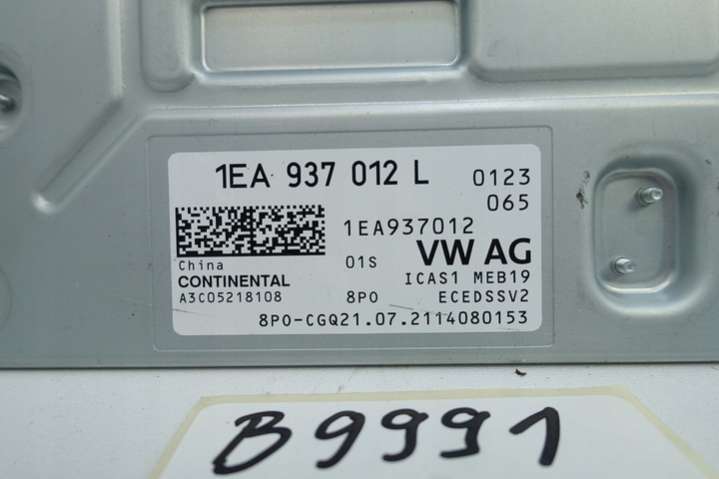 1EA 937 012 L 0123
065
1EA937012
China 01S VW AG
CONTINENTAL ICAS1 MEB19
A3C05218108 8P0 ECEDSSV2
8P0-CGQ21.07.2114080153
B9991